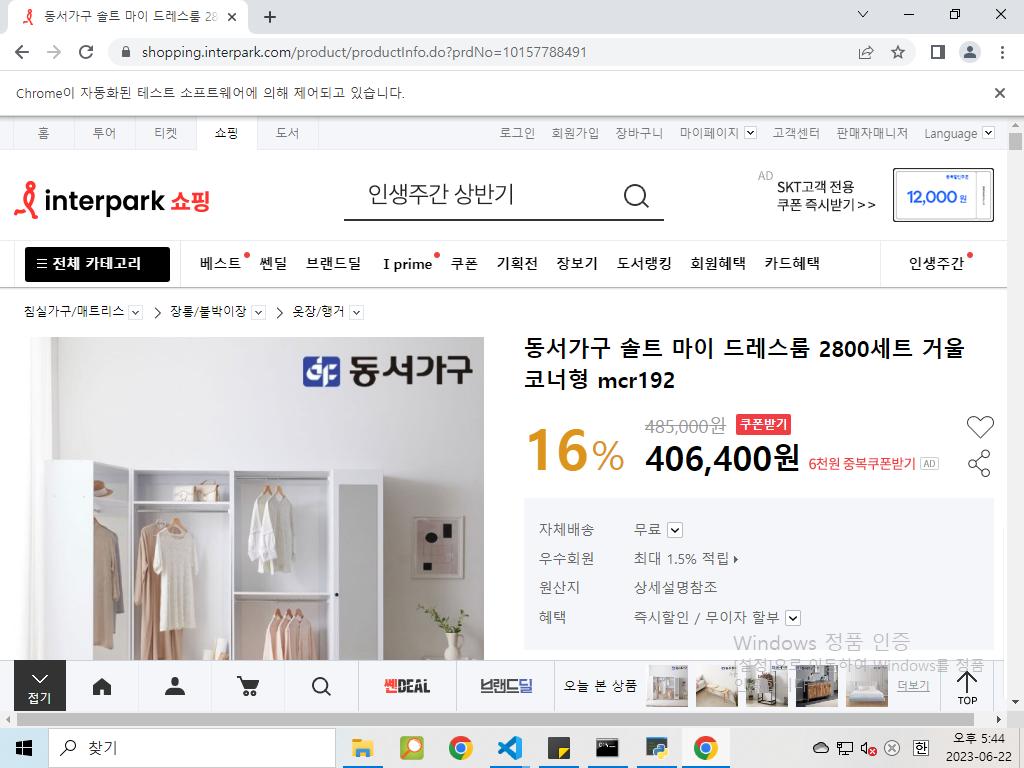 동서가구 솔트 마이 드레스룸 28
shopping.interpark.com/product/productInfo.do?prdNo=10157788491
Chrome이 자동화된 테스트 소프트웨어에 의해 제어되고 있습니다.
홈 투어 티켓 쇼핑 도서 로그인 회원가입 장바구니 마이페이지 고객센터 판매자매니저 Language
interpark 쇼핑
인생주간 상반기
AD SKT고객 전용
쿠폰 즉시받기>>
12,000 원
전체 카테고리 베스트 쎈딜 브랜드딜 I prime 쿠폰 기획전 장보기 도서랭킹 회원혜택 카드혜택 인생주간
침실가구/매트리스 > 장롱/붙박이장 > 옷장/행거
동서가구
동서가구 솔트 마이 드레스룸 2800세트 거울
코너형 mcr192
485,000원 쿠폰받기
16% 406,400원 6천원 중복쿠폰받기 AD
자체배송 무료
우수회원 최대 1.5% 적립
원산지 상세설명참조
혜택 즉시할인 / 무이자 할부
Windows 정품 인증
[설정]으로 이동하여 Windows를 정품
접기 쎈DEAL 브랜드딜 오늘 본 상품 더보기 TOP
찾기
한
오후 5:44
2023-06-22